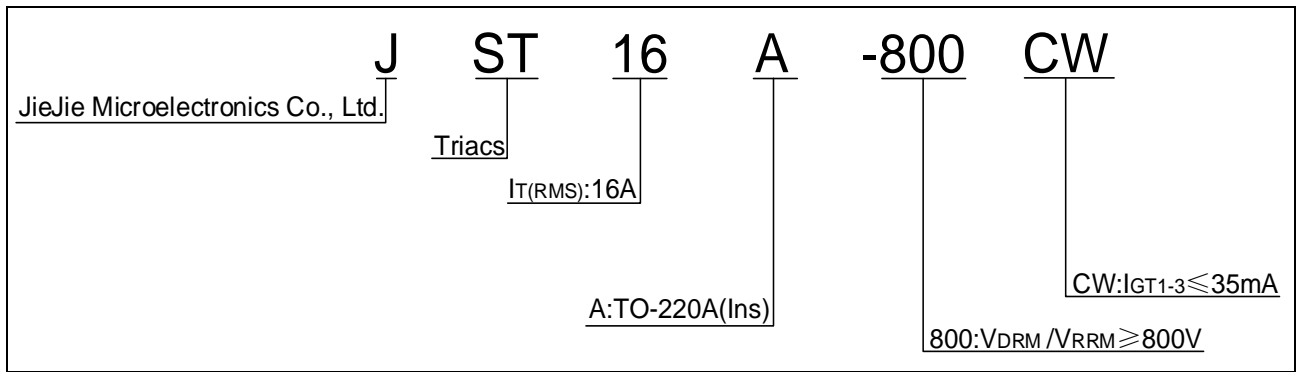 J ST 16 A -800 CW
JieJie Microelectronics Co., Ltd.
Triacs
IT(RMS):16A
CW:IGT1-3≤35mA
A:TO-220A(Ins)
800:VDRM /VRRM≥800V